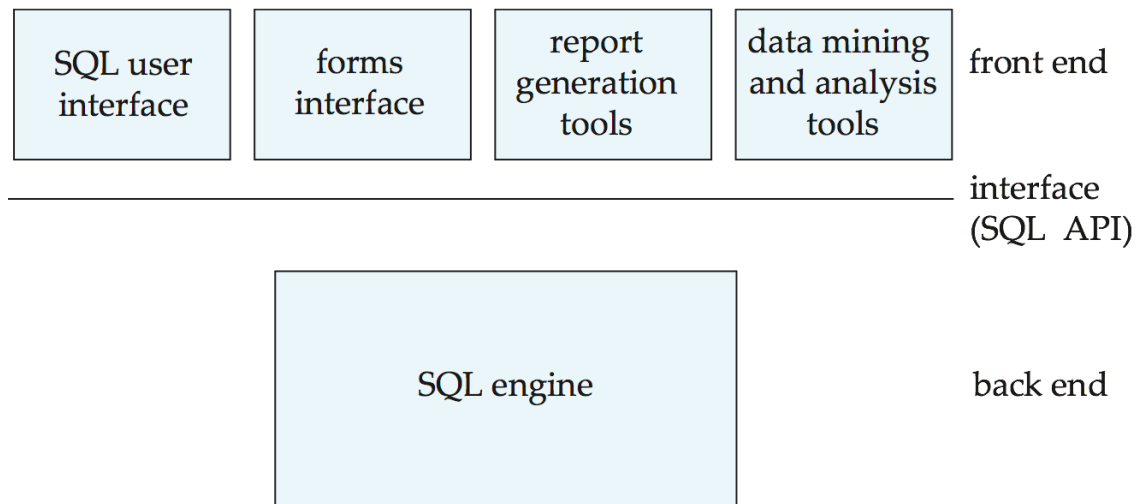 SQL user
interface
forms
interface
report
generation
tools
data mining
and analysis
tools
front end
interface
(SQL API)
SQL engine
back end